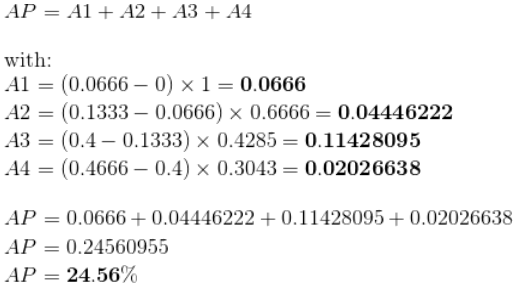 AP = A1 + A2 + A3 + A4
with:
A1 = (0.0666 − 0) × 1 = 0.0666
A2 = (0.1333 − 0.0666) × 0.6666 = 0.04446222
A3 = (0.4 − 0.1333) × 0.4285 = 0.11428095
A4 = (0.4666 − 0.4) × 0.3043 = 0.02026638
AP = 0.0666 + 0.04446222 + 0.11428095 + 0.02026638
AP = 0.24560955
AP = 24.56%